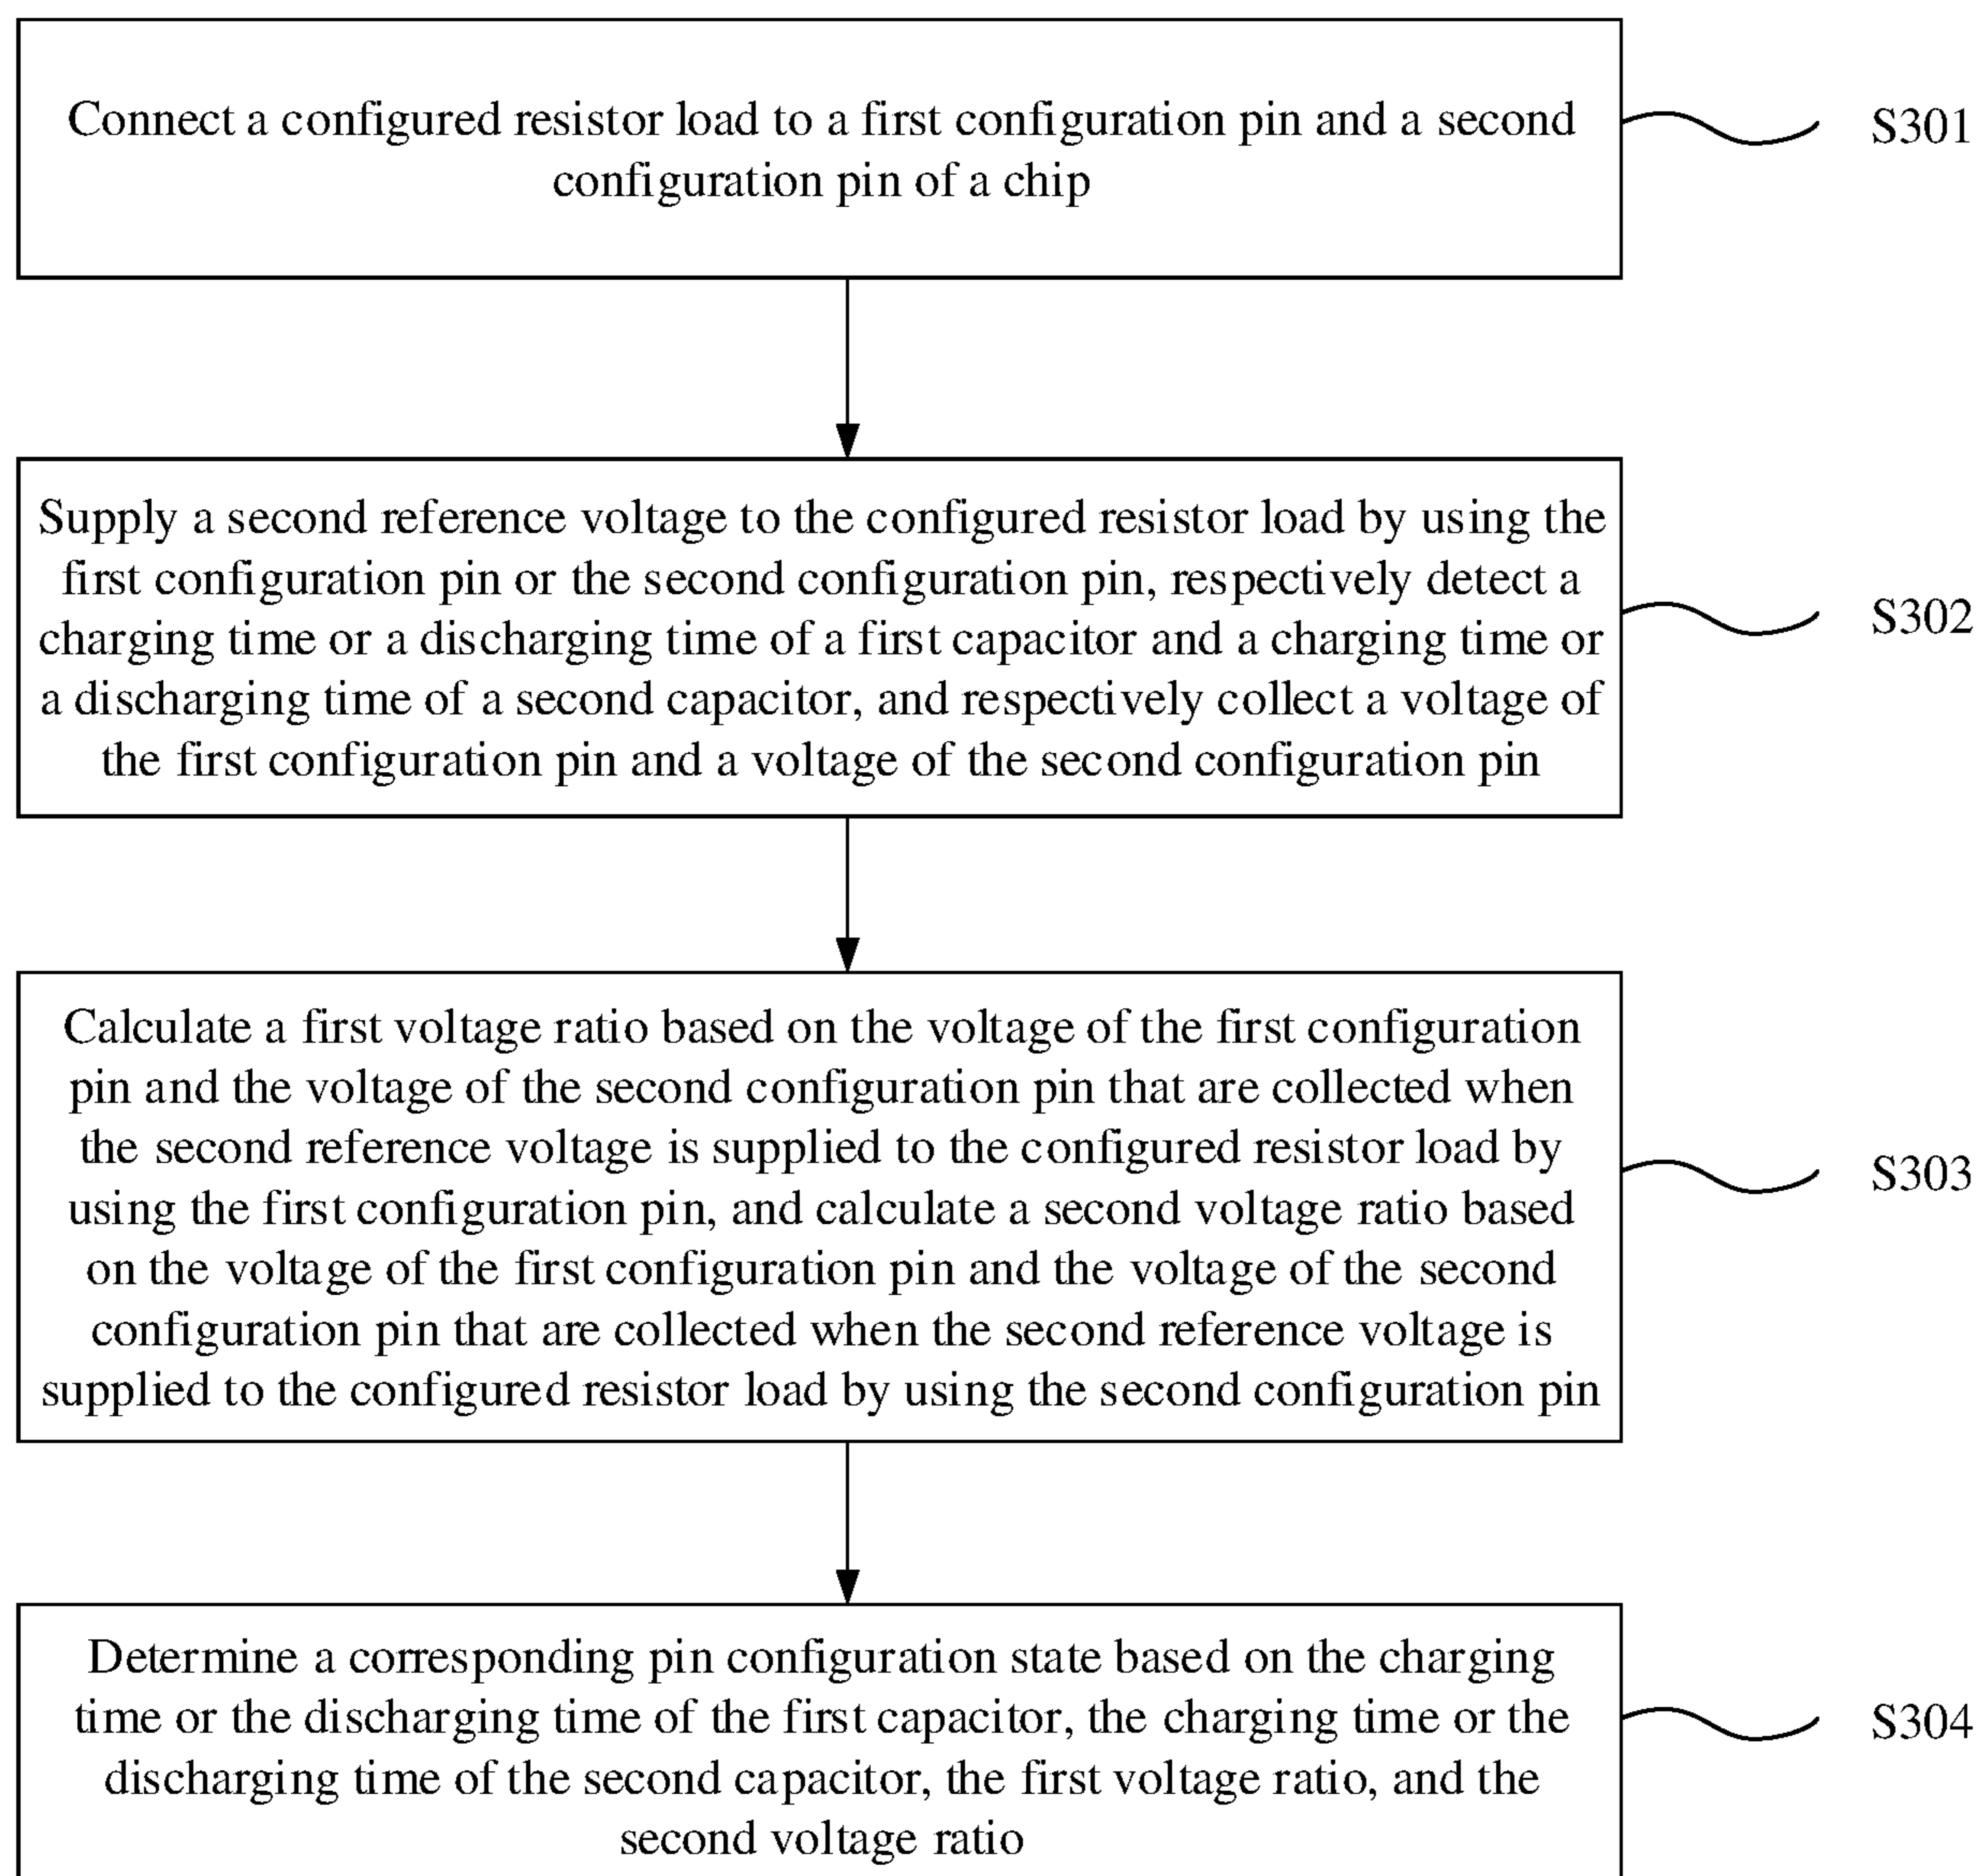 Connect a configured resistor load to a first configuration pin and a second
configuration pin of a chip
S301
Supply a second reference voltage to the configured resistor load by using the
first configuration pin or the second configuration pin, respectively detect a
charging time or a discharging time of a first capacitor and a charging time or
a discharging time of a second capacitor, and respectively collect a voltage of
the first configuration pin and a voltage of the second configuration pin
S302
Calculate a first voltage ratio based on the voltage of the first configuration
pin and the voltage of the second configuration pin that are collected when
the second reference voltage is supplied to the configured resistor load by
using the first configuration pin, and calculate a second voltage ratio based
on the voltage of the first configuration pin and the voltage of the second
configuration pin that are collected when the second reference voltage is
supplied to the configured resistor load by using the second configuration pin
S303
Determine a corresponding pin configuration state based on the charging
time or the discharging time of the first capacitor, the charging time or the
discharging time of the second capacitor, the first voltage ratio, and the
second voltage ratio
S304